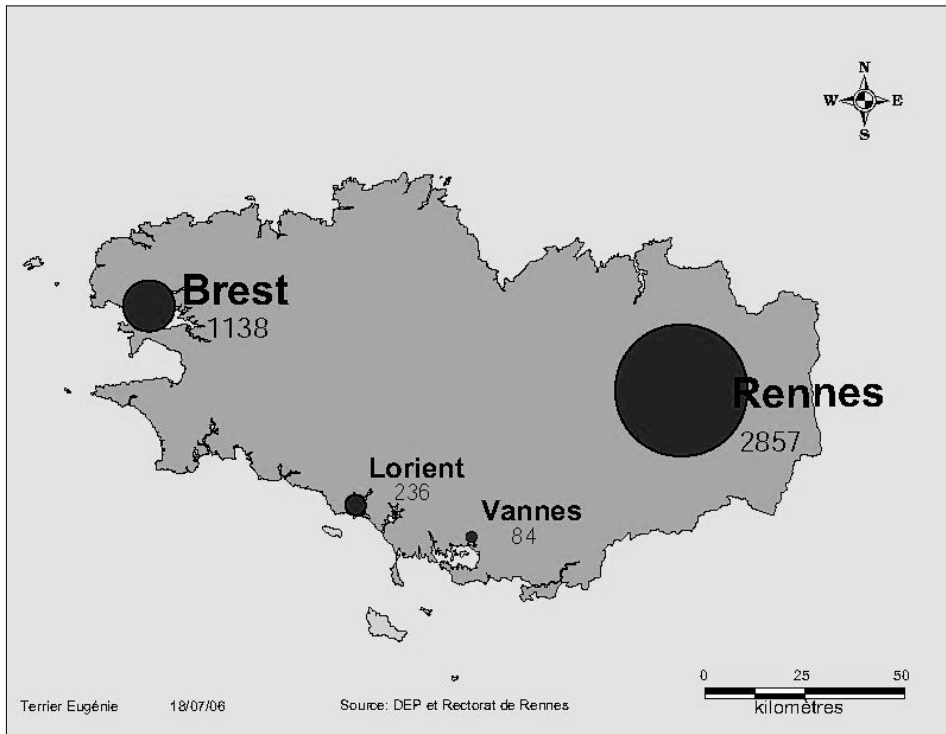 N
W E
S
Brest
1138
Rennes
2857
Lorient
236
Vannes
84
0 25 50
kilomètres
Terrier Eugénie 18/07/06 Source: DEP et Rectorat de Rennes